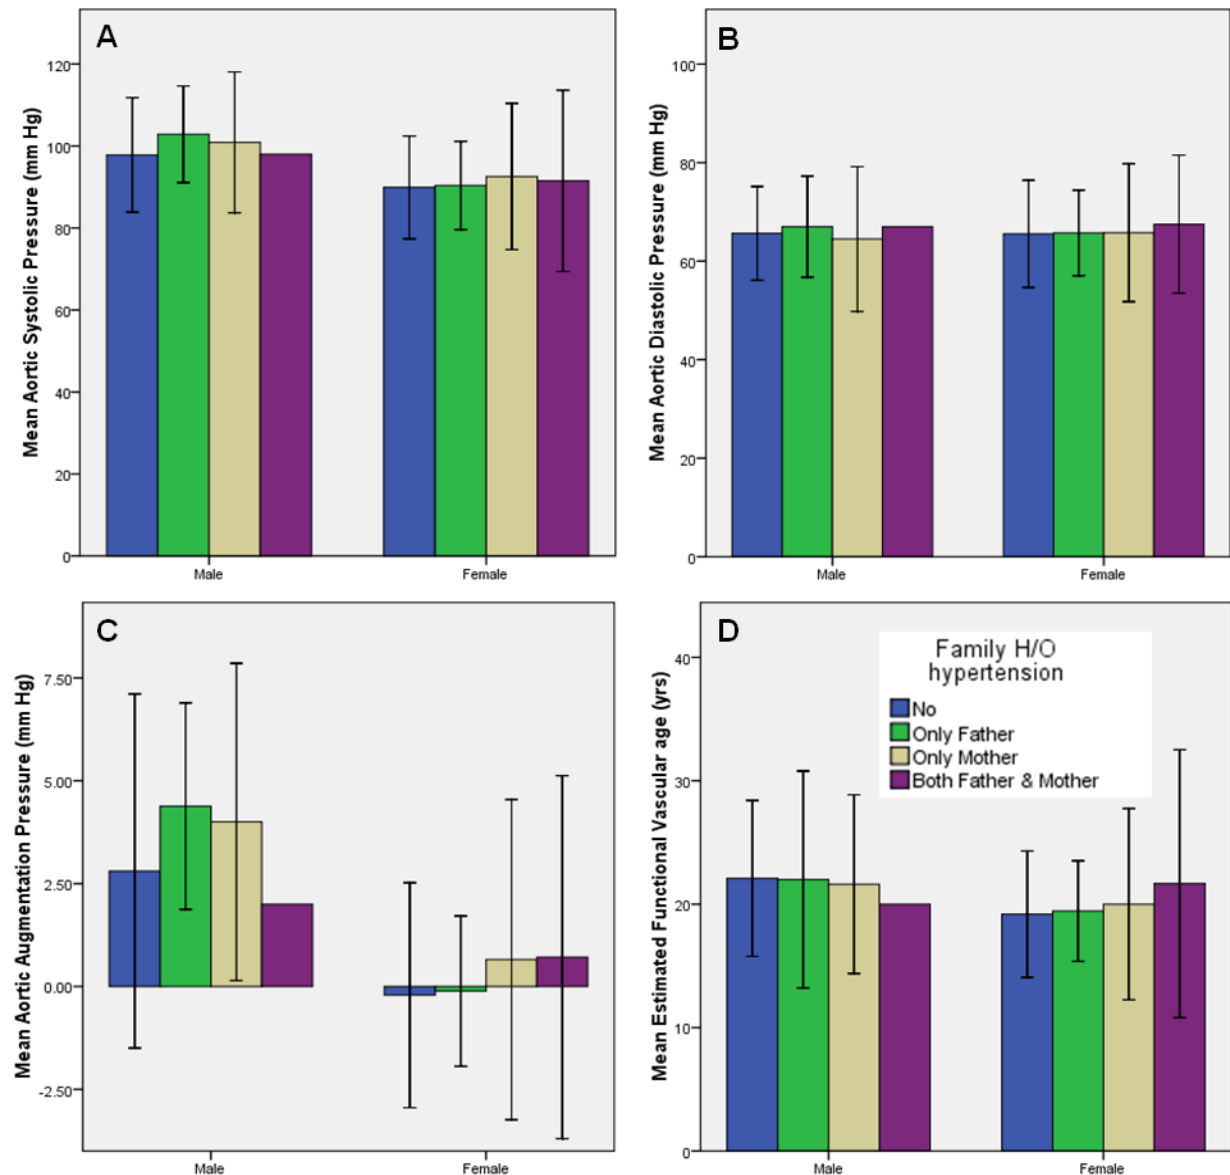 A
Mean Aortic Systolic Pressure (mm Hg)
120
100
80
60
40
20
0
Male
Female
B
Mean Aortic Diastolic Pressure (mm Hg)
100
80
60
40
20
0
Male
Female
C
Mean Aortic Augmentation Pressure (mm Hg)
7.50
5.00
2.50
0.00
-2.50
Male
Female
D
Mean Estimated Functional Vascular age (yrs)
40
30
20
10
0
Family H/O
hypertension
No
Only Father
Only Mother
Both Father & Mother
Male
Female